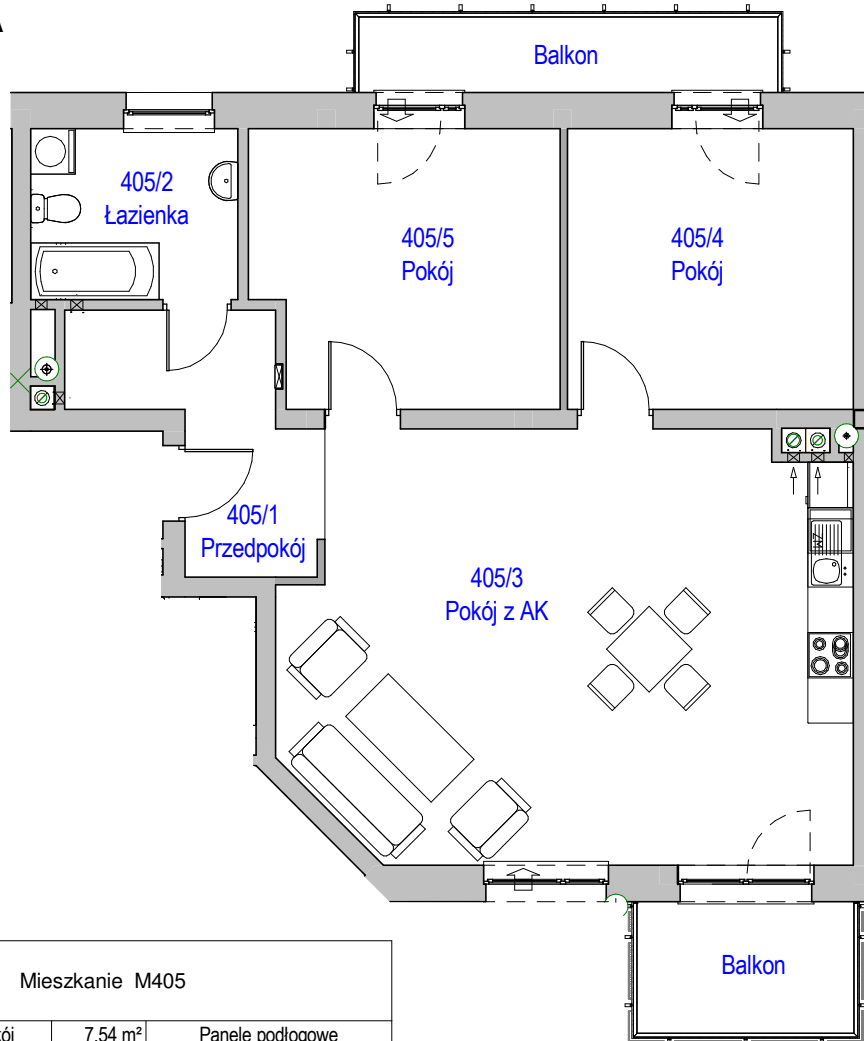 Balkon
405/2
Łazienka
405/5
Pokój
405/4
Pokój
405/1
Przedpokój
405/3
Pokój z AK
ZM
Balkon
Mieszkanie M405
7.54 m² Panele podłogowe